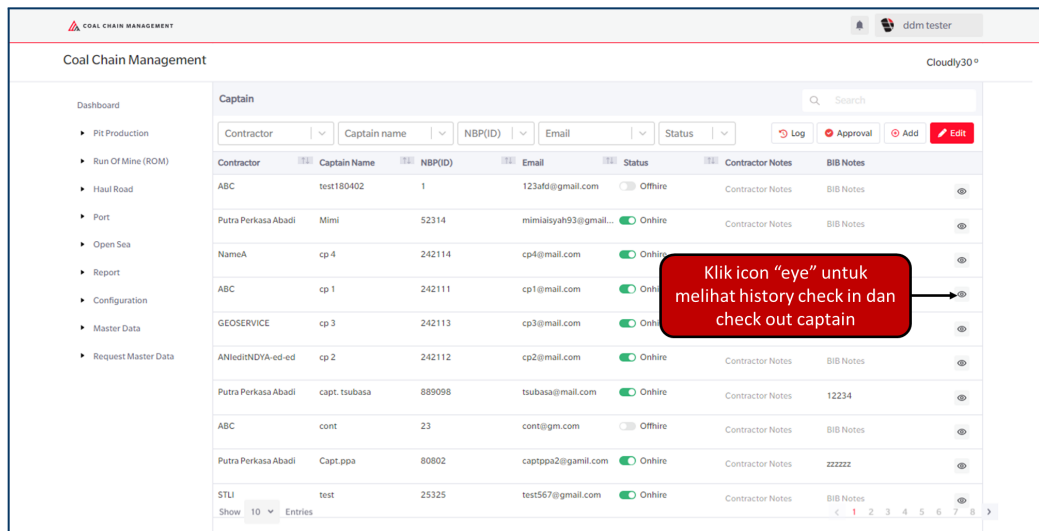 COAL CHAIN MANAGEMENT
ddm tester
Coal Chain Management
Cloudly30 º
Dashboard
Pit Production
Run Of Mine (ROM)
Haul Road
Port
Open Sea
Report
Configuration
Master Data
Request Master Data
Captain
Search
Contractor Captain name NBP(ID) Email Status Log Approval Add Edit
Contractor Captain Name NBP(ID) Email Status Contractor Notes BIB Notes
ABC test180402 1 123afd@gmail.com Offhire Contractor Notes BIB Notes
Putra Perkasa Abadi Mimi 52314 mimiaisyah93@gmail... Onhire Contractor Notes BIB Notes
NameA cp 4 242114 cp4@mail.com
ABC cp 1 242111 cp1@mail.com
GEOSERVICE cp 3 242113 cp3@mail.com
Klik icon “eye” untuk
melihat history check in dan
check out captain
ANIeditNDYA-ed-ed cp 2 242112 cp2@mail.com Onhire Contractor Notes BIB Notes
Putra Perkasa Abadi capt. tsubasa 889098 tsubasa@mail.com Onhire Contractor Notes 12234
ABC cont 23 cont@gm.com Offhire Contractor Notes BIB Notes
Putra Perkasa Abadi Capt.ppa 80802 captppa2@gamil.com Onhire Contractor Notes zzzzzz
STLI test 25325 test567@gmail.com Onhire Contractor Notes BIB Notes
Show 10 Entries
< 1 2 3 4 5 6 7 8 >